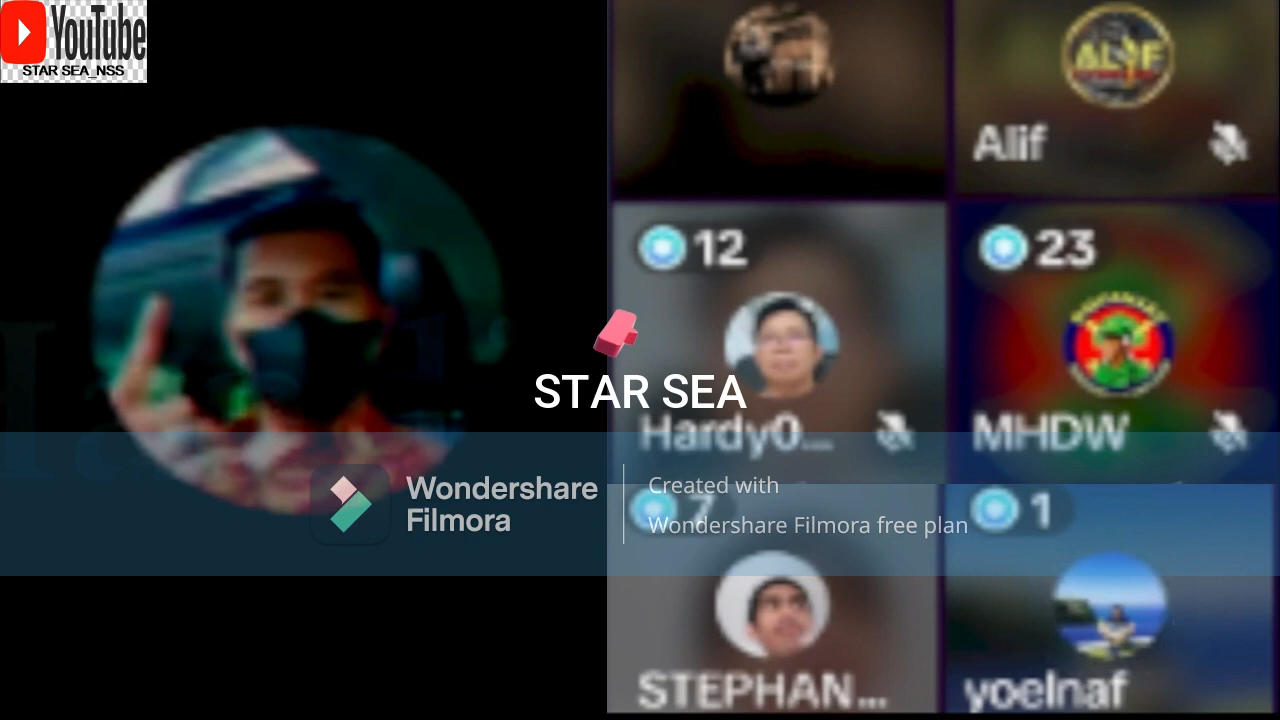 YouTube
STAR SEA_NSS
Alif
12
23
STAR SEA
Hardy0...
MHDW
Wondershare
Filmora
Created with
Wondershare Filmora free plan
7
1
STEPHAN...
yoelnaf